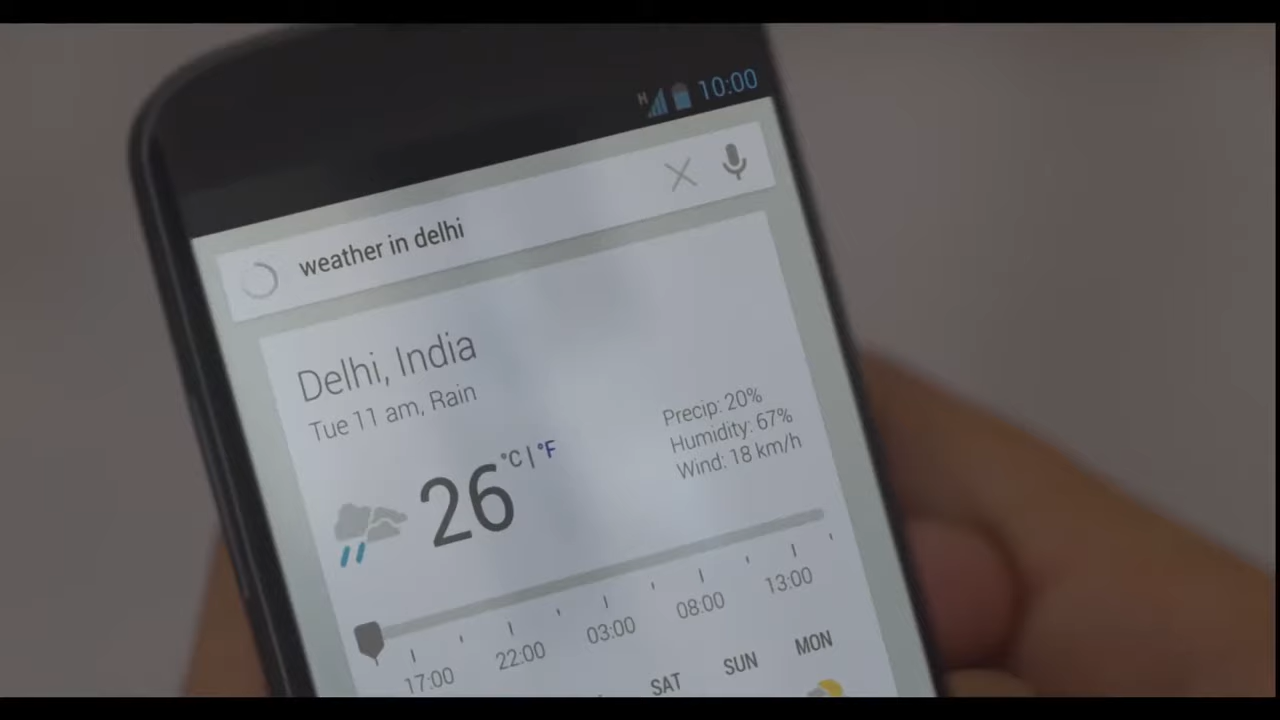 H 10:00
weather in delhi
Delhi, India
Tue 11 am, Rain
Precip: 20%
Humidity: 67%
Wind: 18 km/h
26 °C | °F
17:00 22:00 03:00 08:00 13:00
SAT SUN MON